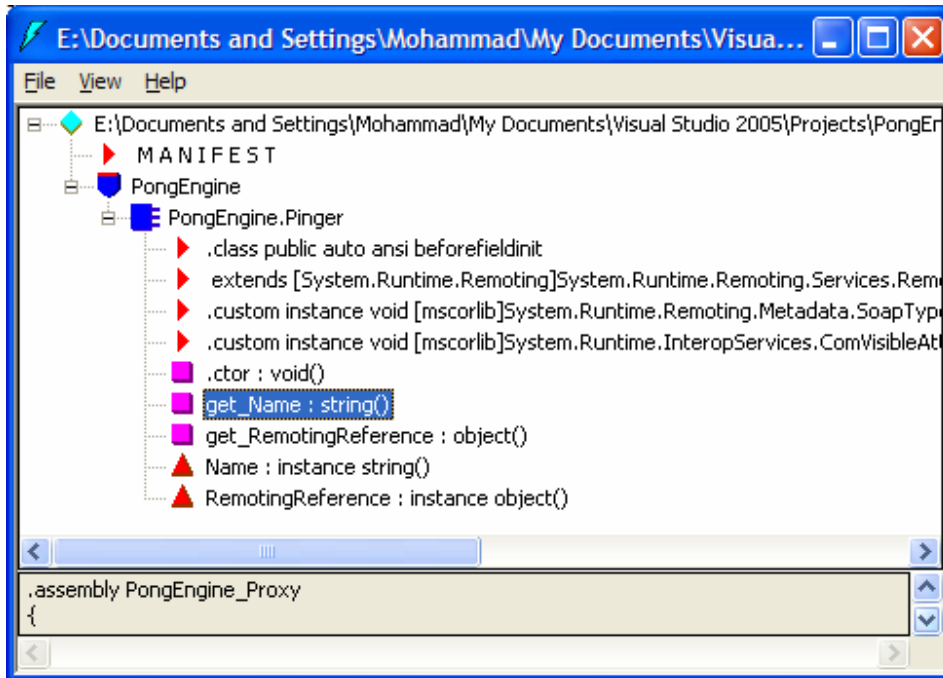 E:\Documents and Settings\Mohammad\My Documents\Visua...
File View Help
E:\Documents and Settings\Mohammad\My Documents\Visual Studio 2005\Projects\PongEn
M A N I F E S T
PongEngine
PongEngine.Pinger
.class public auto ansi beforefieldinit
extends [System.Runtime.Remoting]System.Runtime.Remoting.Services.Rem
.custom instance void [mscorlib]System.Runtime.Remoting.Metadata.SoapTyp
.custom instance void [mscorlib]System.Runtime.InteropServices.ComVisibleAt
.ctor : void()
get_Name : string()
get_RemotingReference : object()
Name : instance string()
RemotingReference : instance object()
.assembly PongEngine_Proxy
{